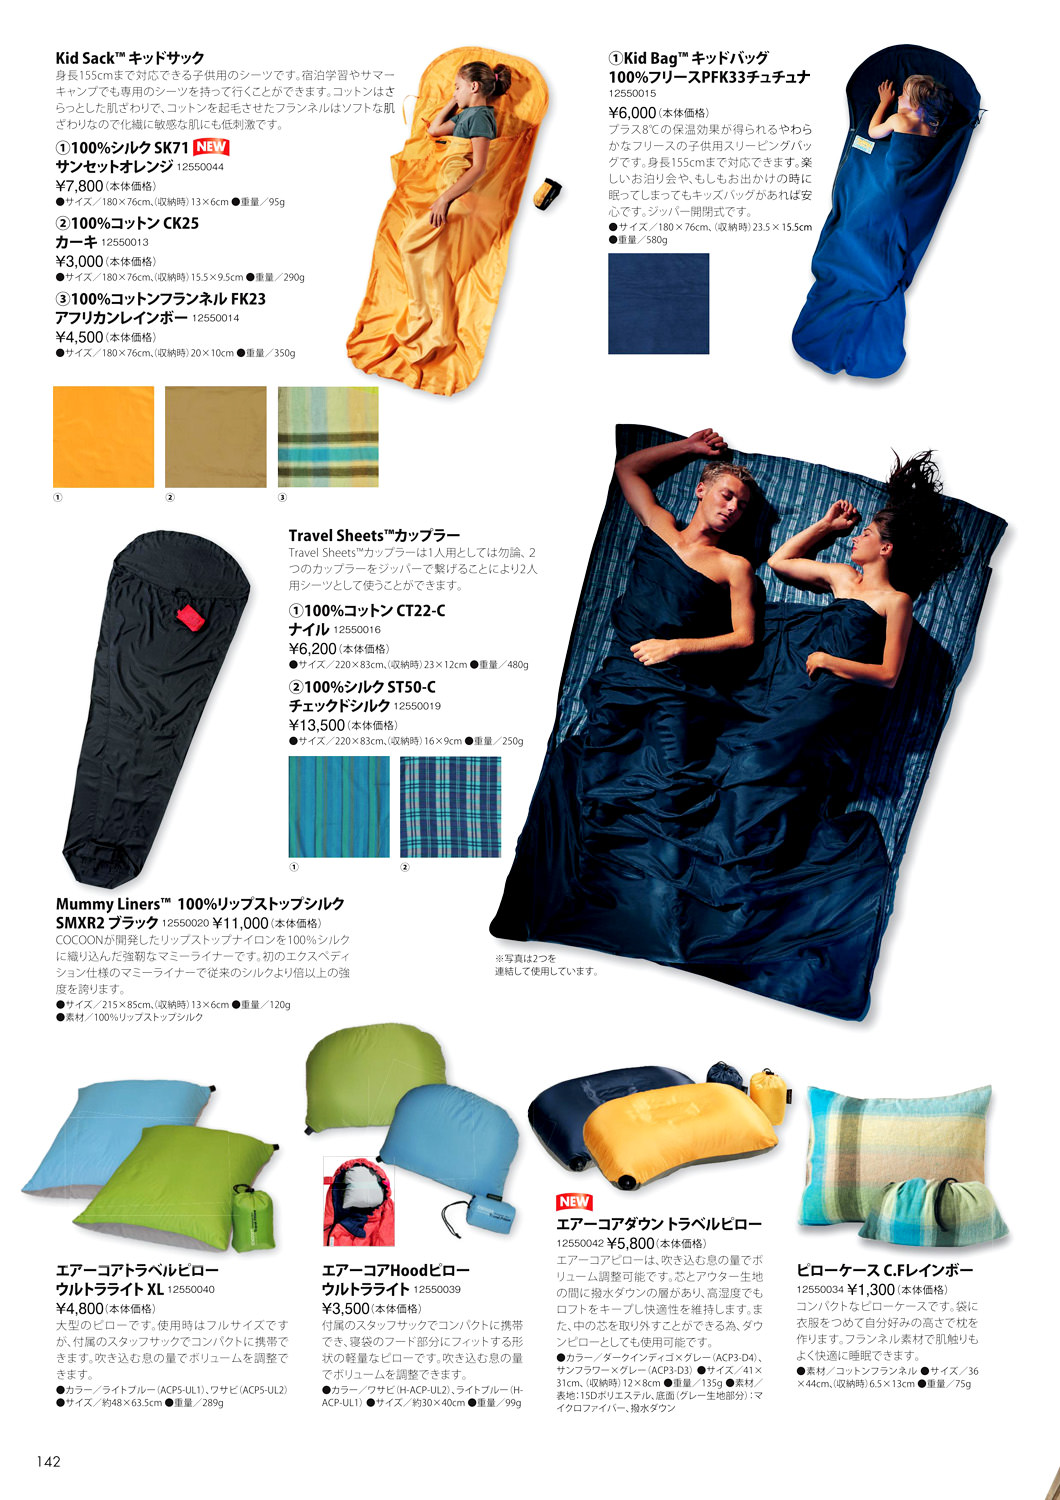 Kid Sack™ キッドサック
身長155cmまで対応できる子供用のシーツです。宿泊学習やサマー
キャンプでも専用のシーツを持って行くことができます。コットンはさ
らっとした肌ざわりで、コットンを起毛させたフランネルはソフトな肌
ざわりなので化繊に敏感な肌にも低刺激です。
①100%シルク SK71 NEW
サンセットオレンジ 12550044
¥7,800(本体価格)
●サイズ／180×76cm、(収納時)13×6cm ●重量／95g
②100%コットン CK25
カーキ 12550013
¥3,000(本体価格)
●サイズ／180×76cm、(収納時)15.5×9.5cm ●重量／290g
③100%コットンフランネル FK23
アフリカンレインボー 12550014
¥4,500(本体価格)
●サイズ／180×76cm、(収納時)20×10cm ●重量／350g
① ② ③
①Kid Bag™ キッドバッグ
100%フリースPFK33チュチュナ
12550015
¥6,000(本体価格)
プラス8℃の保温効果が得られるやわら
かなフリースの子供用スリーピングバッ
グです。身長155cmまで対応できます。楽
しいお泊り会や、もしもお出かけの時に
眠ってしまってもキッズバッグがあれば安
心です。ジッパー開閉式です。
●サイズ／180×76cm、(収納時)23.5×15.5cm
●重量／580g
Travel Sheets™カップラー
Travel Sheets™カップラーは1人用としては勿論、2
つのカップラーをジッパーで繋げることにより2人
用シーツとして使うことができます。
①100%コットン CT22-C
ナイル 12550016
¥6,200(本体価格)
●サイズ／220×83cm、(収納時)23×12cm ●重量／480g
②100%シルク ST50-C
チェックドシルク 12550019
¥13,500(本体価格)
●サイズ／220×83cm、(収納時)16×9cm ●重量／250g
① ②
※写真は2つを
連結して使用しています。
Mummy Liners™ 100%リップストップシルク
SMXR2 ブラック 12550020 ¥11,000(本体価格)
COCOONが開発したリップストップナイロンを100%シルク
に織り込んだ強靭なマミーライナーです。初のエクスペディ
ション仕様のマミーライナーで従来のシルクより倍以上の強
度を誇ります。
●サイズ／215×85cm、(収納時)13×6cm ●重量／120g
●素材／100%リップストップシルク
エアーコアトラベルピロー
ウルトラライト XL 12550040
¥4,800(本体価格)
大型のピローです。使用時はフルサイズです
が、付属のスタッフサックでコンパクトに携帯で
きます。吹き込む息の量でボリュームを調整で
きます。
●カラー／ライトブルー(ACP5-UL1)、ワサビ(ACP5-UL2)
●サイズ／約48×63.5cm ●重量／289g
エアーコアHoodピロー
ウルトラライト 12550039
¥3,500(本体価格)
付属のスタッフサックでコンパクトに携帯
でき、寝袋のフード部分にフィットする形
状の軽量なピローです。吹き込む息の量
でボリュームを調整できます。
●カラー／ワサビ(H-ACP-UL2)、ライトブルー(H-
ACP-UL1) ●サイズ／約30×40cm ●重量／99g
NEW
エアーコアダウン トラベルピロー
12550042 ¥5,800(本体価格)
エアーコアピローは、吹き込む息の量でボ
リューム調整可能です。芯とアウター生地
の間に撥水ダウンの層があり、高湿度でも
ロフトをキープし快適性を維持します。ま
た、中の芯を取り外すことができる為、ダウ
ンピローとしても使用可能です。
●カラー／ダークインディゴ×グレー(ACP3-D4)、
サンフラワー×グレー(ACP3-D3) ●サイズ／41×
31cm、(収納時)12×8cm ●重量／135g ●素材／
表地：15Dポリエステル、底面(グレー生地部分)：マ
イクロファイバー、撥水ダウン
ピローケース C.Fレインボー
12550034 ¥1,300(本体価格)
コンパクトなピローケースです。袋に
衣服をつめて自分好みの高さで枕を
作ります。フランネル素材で肌触りも
よく快適に睡眠できます。
●素材／コットンフランネル ●サイズ／36
×44cm、(収納時)6.5×13cm ●重量／75g
142